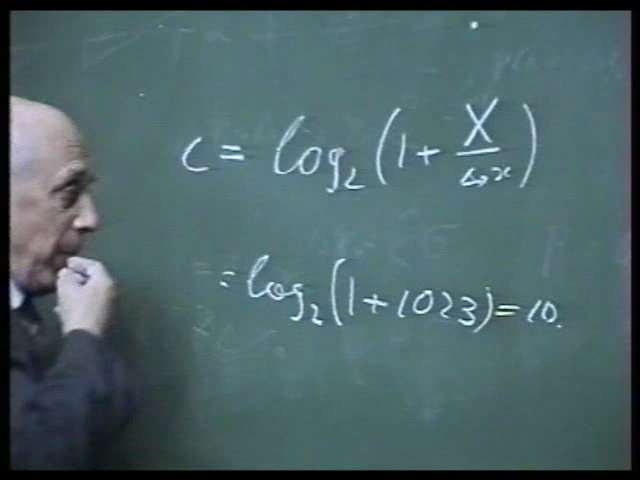 c = log₂(1 + X/Δx)
= log₂(1 + 1023) = 10.